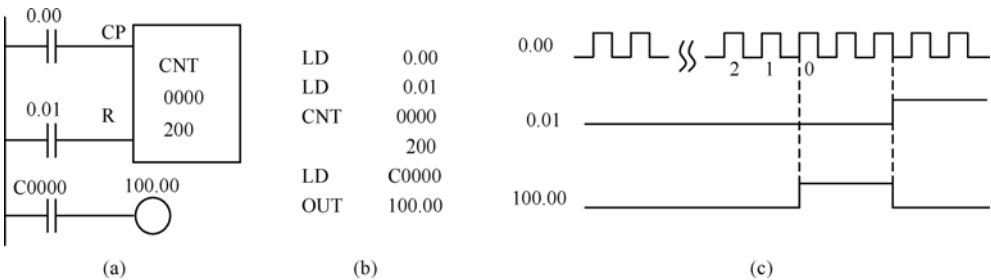 0.00
CP
CNT
0000
200
0.01
R
C0000 100.00
(a)
LD 0.00
LD 0.01
CNT 0000
200
LD C0000
OUT 100.00
(b)
0.00
2 1 0
0.01
100.00
(c)